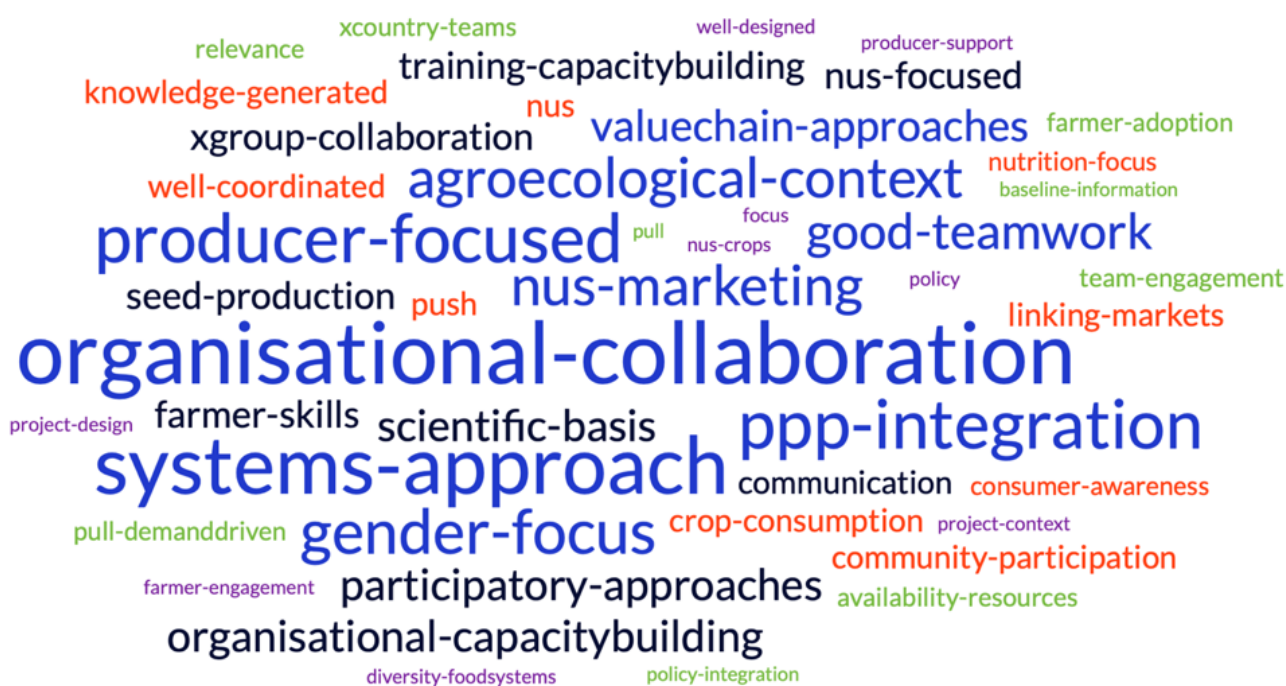 xcountry-teams well-designed
relevance producer-support
training-capacitybuilding nus-focused
knowledge-generated nus
xgroup-collaboration valuechain-approaches farmer-adoption
well-coordinated agroecological-context nutrition-focus
baseline-information
producer-focused pull focus good-teamwork
nus-crops
seed-production push nus-marketing policy team-engagement
linking-markets
organisational-collaboration
project-design farmer-skills scientific-basis ppp-integration
systems-approach communication consumer-awareness
pull-demanddriven gender-focus crop-consumption project-context
community-participation
farmer-engagement participatory-approaches availability-resources
organisational-capacitybuilding
diversity-foodsystems policy-integration